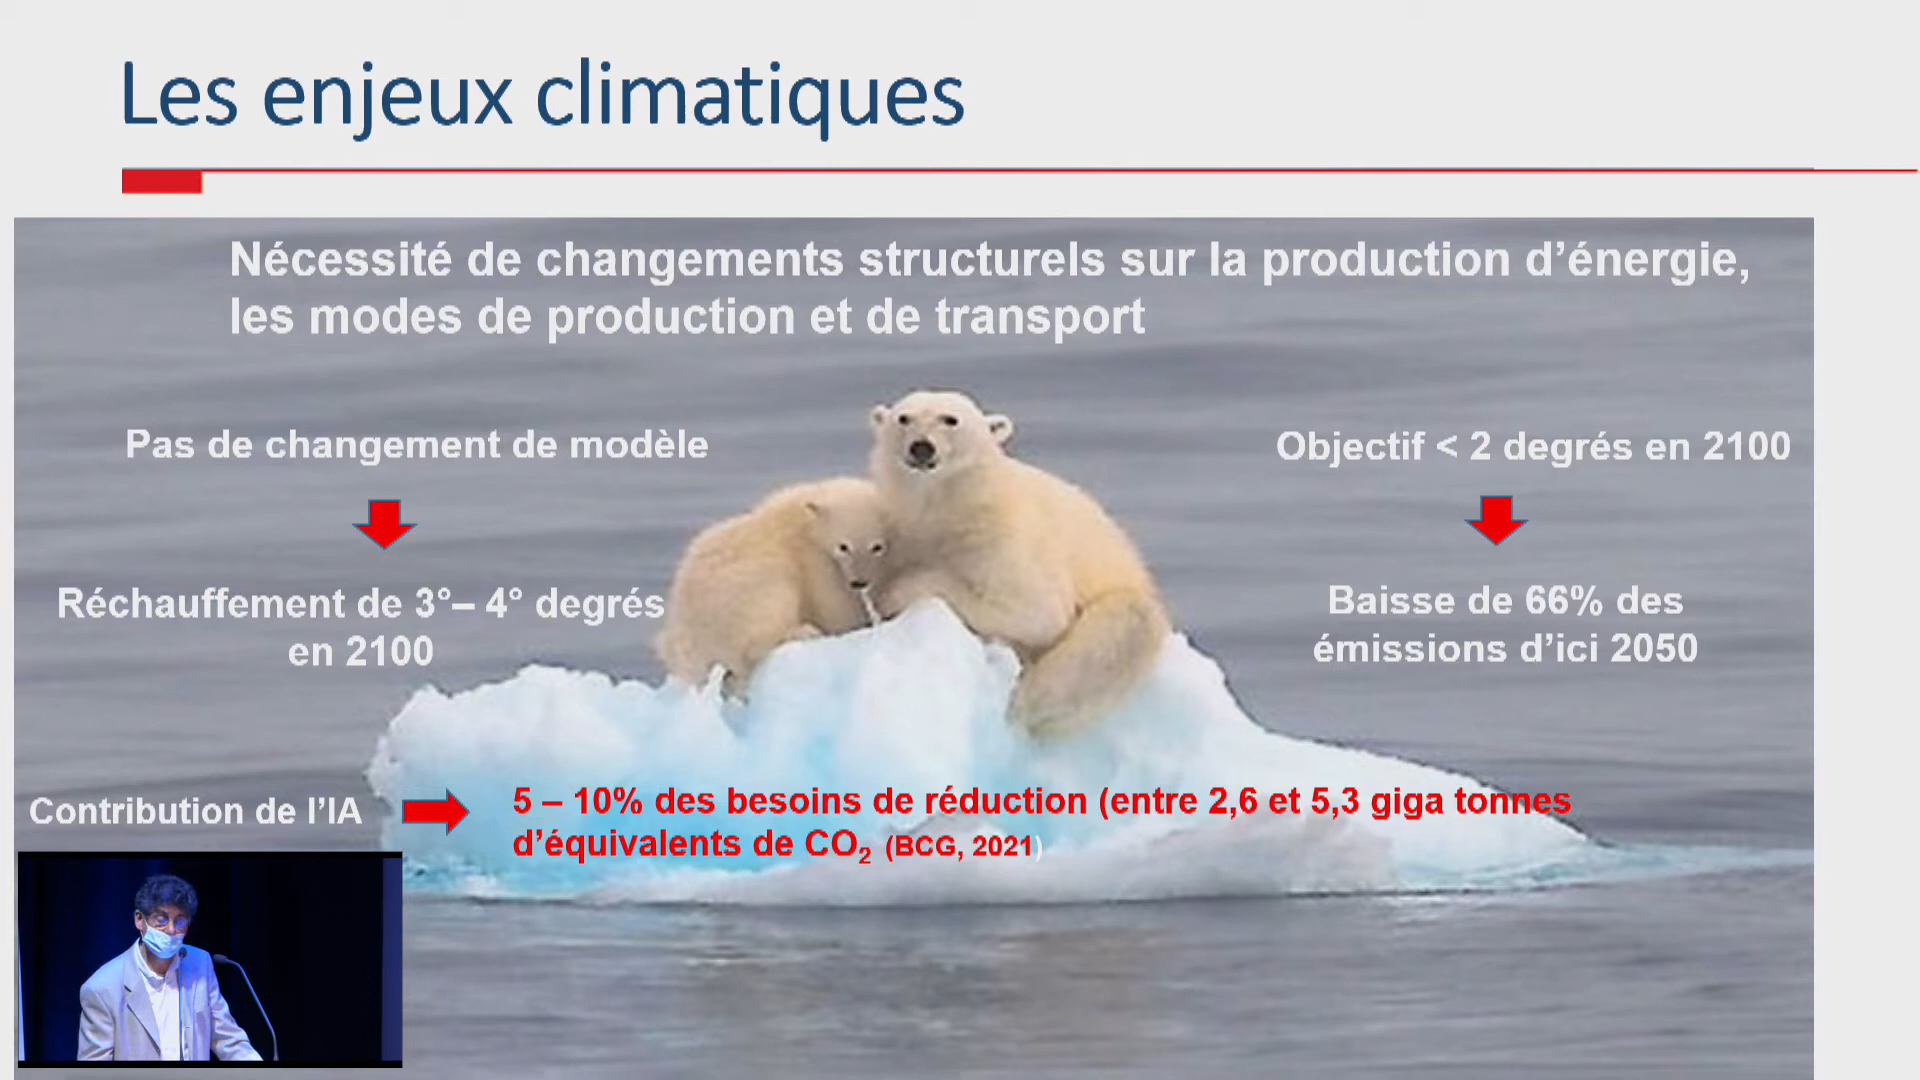 Les enjeux climatiques
Nécessité de changements structurels sur la production d’énergie,
les modes de production et de transport
Pas de changement de modèle
Objectif < 2 degrés en 2100
Réchauffement de 3°– 4° degrés
en 2100
Baisse de 66% des
émissions d’ici 2050
Contribution de l’IA
5 – 10% des besoins de réduction (entre 2,6 et 5,3 giga tonnes
d’équivalents de CO₂ (BCG, 2021)